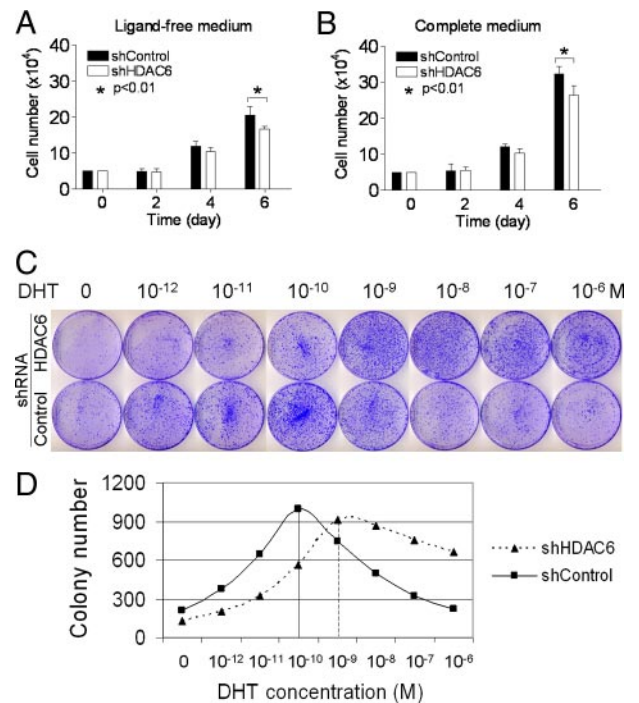 A
Ligand-free medium
Cell number (x10⁴)
40
30
20
10
0
shControl
shHDAC6
* p<0.01
*
0 2 4 6
Time (day)
B
Complete medium
Cell number (x10⁴)
40
30
20
10
0
shControl
shHDAC6
* p<0.01
*
0 2 4 6
Time (day)
C
DHT 0 10⁻¹² 10⁻¹¹ 10⁻¹⁰ 10⁻⁹ 10⁻⁸ 10⁻⁷ 10⁻⁶ M
shRNA
HDAC6
Control
D
Colony number
1200
900
600
300
0
0 10⁻¹² 10⁻¹¹ 10⁻¹⁰ 10⁻⁹ 10⁻⁸ 10⁻⁷ 10⁻⁶
DHT concentration (M)
shHDAC6
shControl